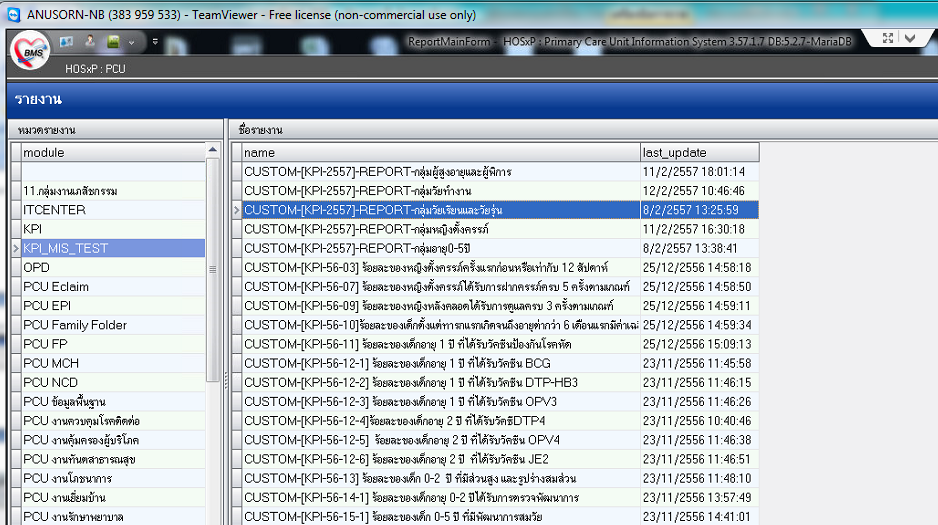 ANUSORN-NB (383 959 533) - TeamViewer - Free license (non-commercial use only)
BMS
ReportMainForm - HOSxP : Primary Care Unit Information System 3.57.1.7 DB:5.2.7-MariaDB
HOSxP : PCU
รายงาน
หมวดรายงาน
ชื่อรายงาน
module
name last_update
CUSTOM-[KPI-2557]-REPORT-กลุ่มผู้สูงอายุและผู้พิการ 11/2/2557 18:01:14
11.กลุ่มงานเภสัชกรรม CUSTOM-[KPI-2557]-REPORT-กลุ่มวัยทำงาน 12/2/2557 10:46:46
ITCENTER CUSTOM-[KPI-2557]-REPORT-กลุ่มวัยเรียนและวัยรุ่น 8/2/2557 13:25:59
KPI CUSTOM-[KPI-2557]-REPORT-กลุ่มหญิงตั้งครรภ์ 11/2/2557 16:30:18
KPI_MIS_TEST CUSTOM-[KPI-2557]-REPORT-กลุ่มอายุ0-5ปี 8/2/2557 13:38:41
OPD CUSTOM-[KPI-56-03] ร้อยละของหญิงตั้งครรภ์ครั้งแรกก่อนหรือเท่ากับ 12 สัปดาห์ 25/12/2556 14:58:18
PCU Eclaim CUSTOM-[KPI-56-07] ร้อยละของหญิงตั้งครรภ์ได้รับการฝากครรภ์ครบ 5 ครั้งตามเกณฑ์ 25/12/2556 14:58:50
PCU EPI CUSTOM-[KPI-56-09] ร้อยละของหญิงหลังคลอดได้รับการดูแลครบ 3 ครั้งตามเกณฑ์ 25/12/2556 14:59:11
PCU Family Folder CUSTOM-[KPI-56-10]ร้อยละของเด็กตั้งแต่ทารกแรกเกิดจนถึงอายุต่ำกว่า 6 เดือนแรกมีค่าเฉลี่ 25/12/2556 14:59:34
PCU FP CUSTOM-[KPI-56-11] ร้อยละของเด็กอายุ 1 ปี ที่ได้รับวัคซีนป้องกันโรคหัด 25/12/2556 15:09:13
PCU MCH CUSTOM-[KPI-56-12-1] ร้อยละของเด็กอายุ 1 ปี ที่ได้รับวัคซีน BCG 23/11/2556 11:45:58
PCU NCD CUSTOM-[KPI-56-12-2] ร้อยละของเด็กอายุ 1 ปี ที่ได้รับวัคซีน DTP-HB3 23/11/2556 11:46:15
PCU ข้อมูลพื้นฐาน CUSTOM-[KPI-56-12-3] ร้อยละของเด็กอายุ 1 ปี ที่ได้รับวัคซีน OPV3 23/11/2556 11:46:26
PCU งานควบคุมโรคติดต่อ CUSTOM-[KPI-56-12-4]ร้อยละของเด็กอายุ 2 ปี ที่ได้รับวัคซีDTP4 23/11/2556 10:40:46
PCU งานคุ้มครองผู้บริโภค CUSTOM-[KPI-56-12-5] ร้อยละของเด็กอายุ 2 ปี ที่ได้รับวัคซีน OPV4 23/11/2556 11:46:38
PCU งานทันตสาธารณสุข CUSTOM-[KPI-56-12-6] ร้อยละของเด็กอายุ 2 ปี ที่ได้รับวัคซีน JE2 23/11/2556 11:46:51
PCU งานโภชนาการ CUSTOM-[KPI-56-13] ร้อยละของเด็ก 0-2 ปี ที่มีส่วนสูง และรูปร่างสมส่วน 23/11/2556 11:48:10
PCU งานเยี่ยมบ้าน CUSTOM-[KPI-56-14-1] ร้อยละของเด็กอายุ 0-2 ปีได้รับการตรวจพัฒนาการ 23/11/2556 13:57:49
PCU งานรักษาพยาบาล CUSTOM-[KPI-56-15-1] ร้อยละของเด็ก 0-5 ปี ที่มีพัฒนาการสมวัย 23/11/2556 14:41:01